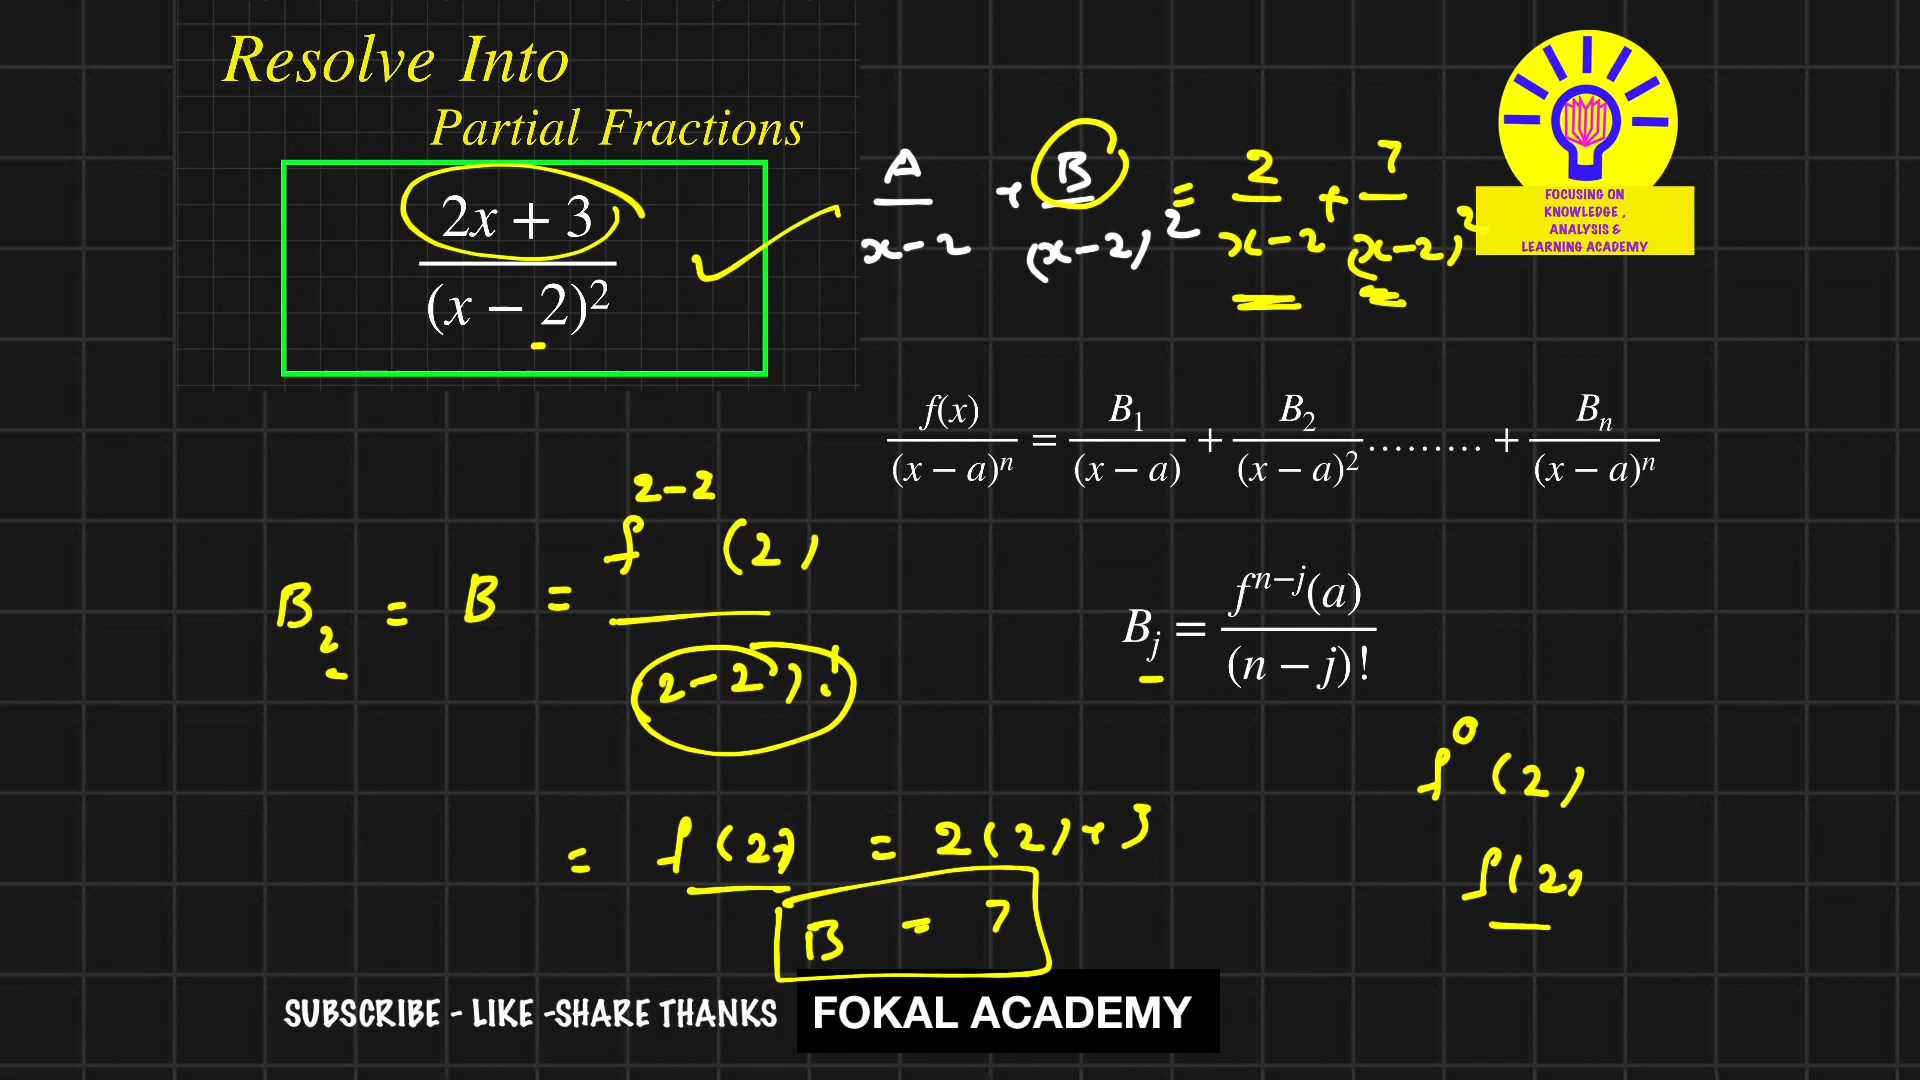 Resolve Into
Partial Fractions
2x + 3
(x − 2)²
A/x−2 + B/(x−2)² = 2/x−2 + 7/(x−2)²
FOCUSING ON
KNOWLEDGE ,
ANALYSIS &
LEARNING ACADEMY
f(x)/(x − a)ⁿ = B₁/(x − a) + B₂/(x − a)² ......... + Bₙ/(x − a)ⁿ
B₂ = B = f²⁻²(2)/(2−2)!
Bⱼ = fⁿ⁻ʲ(a)/(n − j)!
f⁰(2)
f(2)
= f(2) = 2(2)+3
B = 7
SUBSCRIBE - LIKE -SHARE THANKS
FOKAL ACADEMY